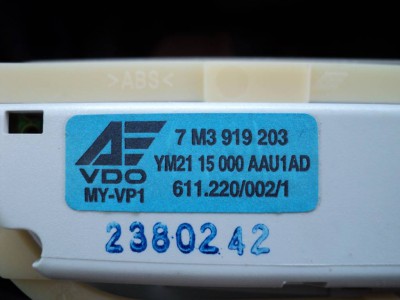 >ABS<
AE
VDO
MY-VP1
7 M3 919 203
YM21 15 000 AAU1AD
611.220/002/1
2380242